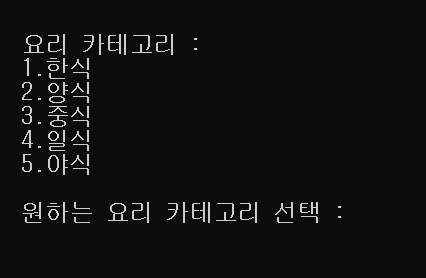 요리 카테고리 :
1.한식
2.양식
3.중식
4.일식
5.야식
원하는 요리 카테고리 선택 :